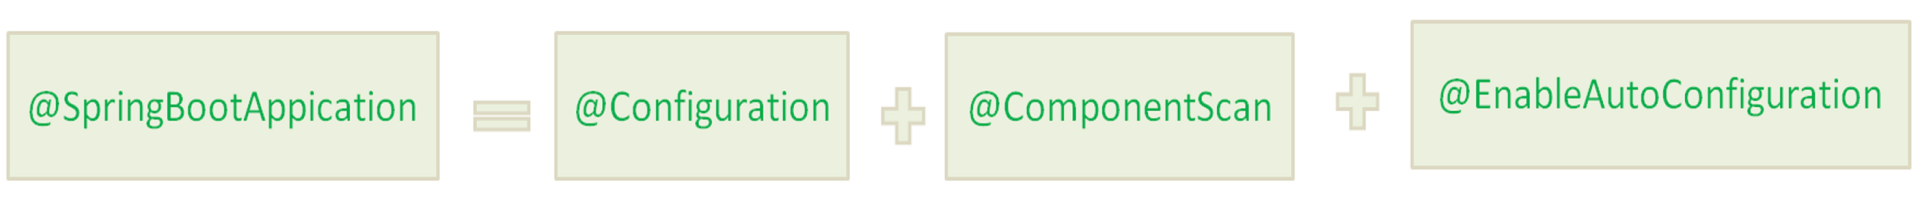 @SpringBootAppication = @Configuration + @ComponentScan + @EnableAutoConfiguration